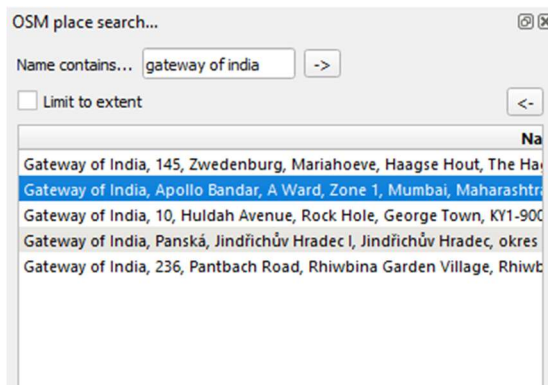 OSM place search...
Name contains... gateway of india ->
Limit to extent <-
Na
Gateway of India, 145, Zwedenburg, Mariahoeve, Haagse Hout, The Hag
Gateway of India, Apollo Bandar, A Ward, Zone 1, Mumbai, Maharashtra
Gateway of India, 10, Huldah Avenue, Rock Hole, George Town, KY1-900
Gateway of India, Panská, Jindřichův Hradec I, Jindřichův Hradec, okres
Gateway of India, 236, Pantbach Road, Rhiwbina Garden Village, Rhiwb